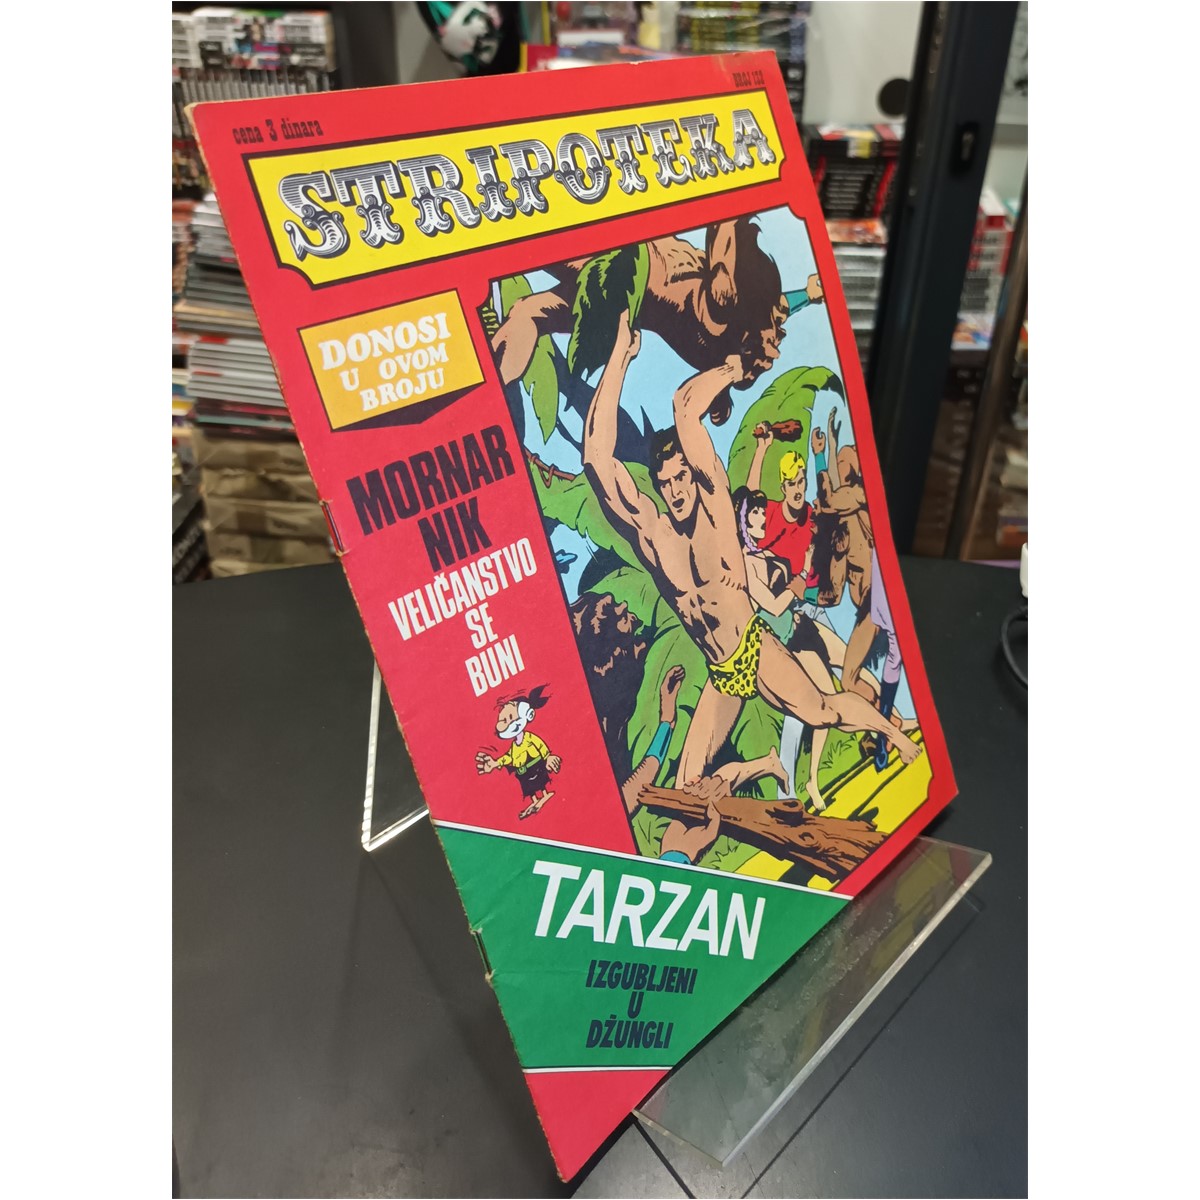 cena 3 dinara
STRIPOTEKA
DONOSI
U OVOM
BROJU
MORNAR
NIK
VELIČANSTVO
SE
BUNI
TARZAN
IZGUBLJENI
U
DŽUNGLI